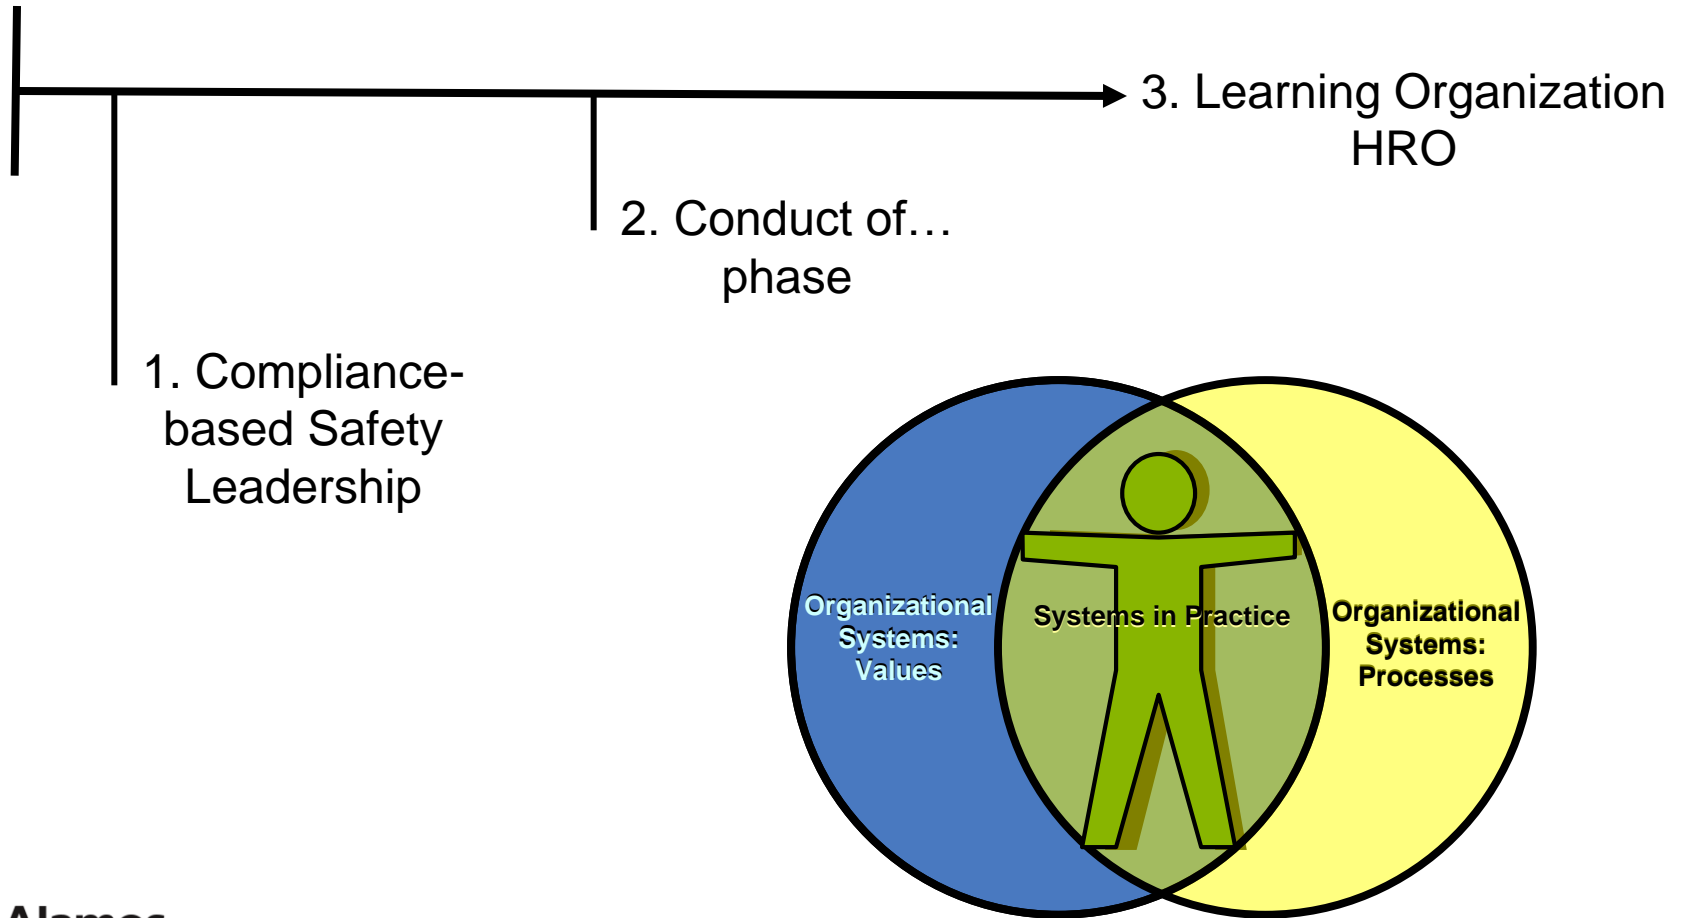 3. Learning Organization
HRO
2. Conduct of…
phase
1. Compliance-
based Safety
Leadership
Organizational
Systems:
Values
Systems in Practice
Organizational
Systems:
Processes
Alamos